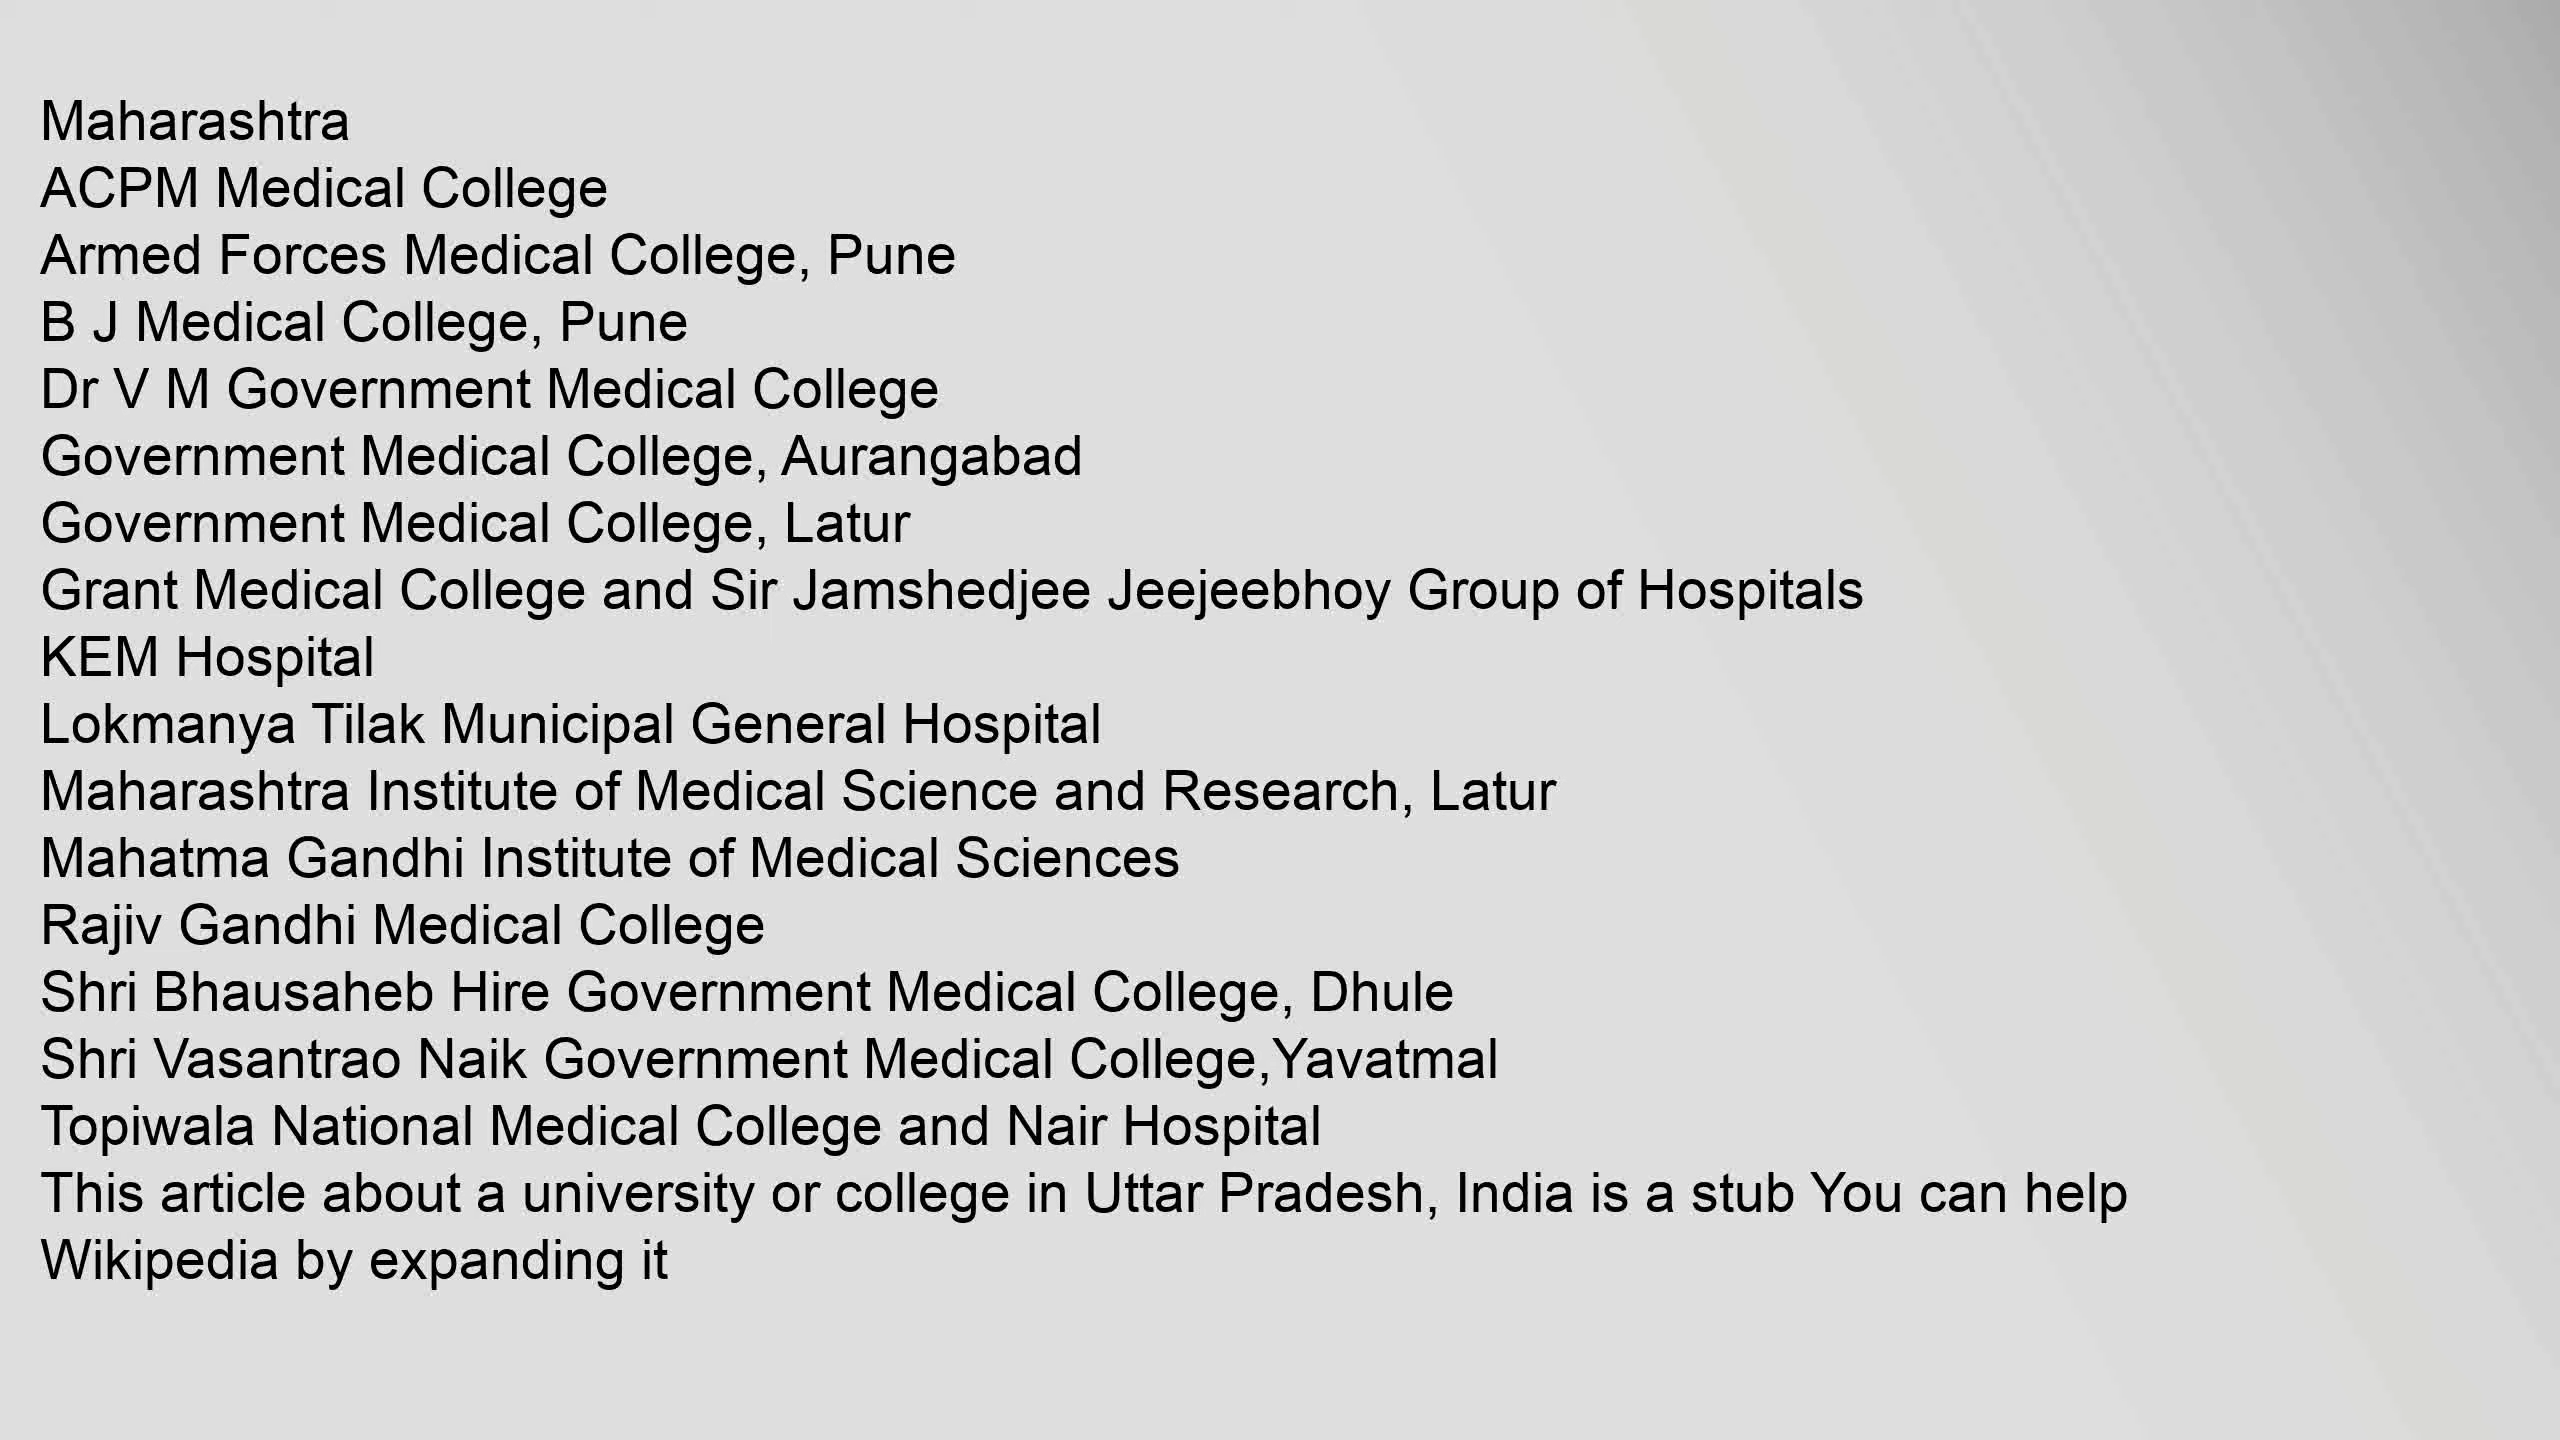 Maharashtra
ACPM Medical College
Armed Forces Medical College, Pune
B J Medical College, Pune
Dr V M Government Medical College
Government Medical College, Aurangabad
Government Medical College, Latur
Grant Medical College and Sir Jamshedjee Jeejeebhoy Group of Hospitals
KEM Hospital
Lokmanya Tilak Municipal General Hospital
Maharashtra Institute of Medical Science and Research, Latur
Mahatma Gandhi Institute of Medical Sciences
Rajiv Gandhi Medical College
Shri Bhausaheb Hire Government Medical College, Dhule
Shri Vasantrao Naik Government Medical College,Yavatmal
Topiwala National Medical College and Nair Hospital
This article about a university or college in Uttar Pradesh, India is a stub You can help
Wikipedia by expanding it